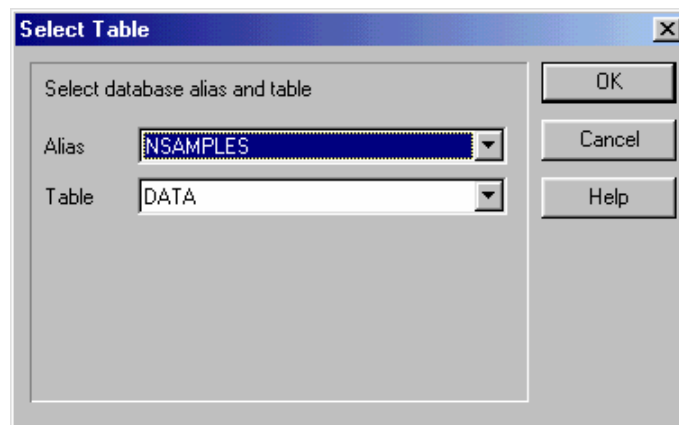 Select Table
Select database alias and table
Alias NSAMPLES
Table DATA
OK
Cancel
Help